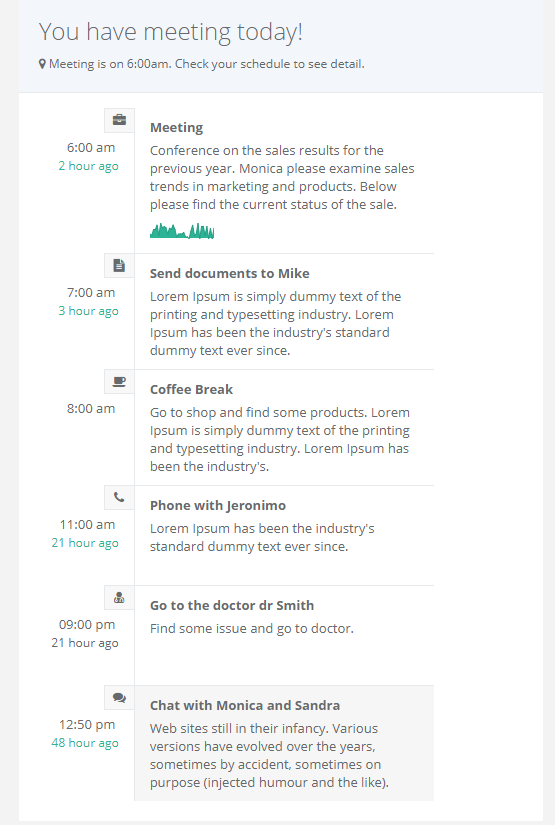 You have meeting today!
Meeting is on 6:00am. Check your schedule to see detail.
6:00 am
2 hour ago
Meeting
Conference on the sales results for the
previous year. Monica please examine sales
trends in marketing and products. Below
please find the current status of the sale.
7:00 am
3 hour ago
Send documents to Mike
Lorem Ipsum is simply dummy text of the
printing and typesetting industry. Lorem
Ipsum has been the industry's standard
dummy text ever since.
8:00 am
Coffee Break
Go to shop and find some products. Lorem
Ipsum is simply dummy text of the printing
and typesetting industry. Lorem Ipsum has
been the industry's.
11:00 am
21 hour ago
Phone with Jeronimo
Lorem Ipsum has been the industry's
standard dummy text ever since.
09:00 pm
21 hour ago
Go to the doctor dr Smith
Find some issue and go to doctor.
12:50 pm
48 hour ago
Chat with Monica and Sandra
Web sites still in their infancy. Various
versions have evolved over the years,
sometimes by accident, sometimes on
purpose (injected humour and the like).